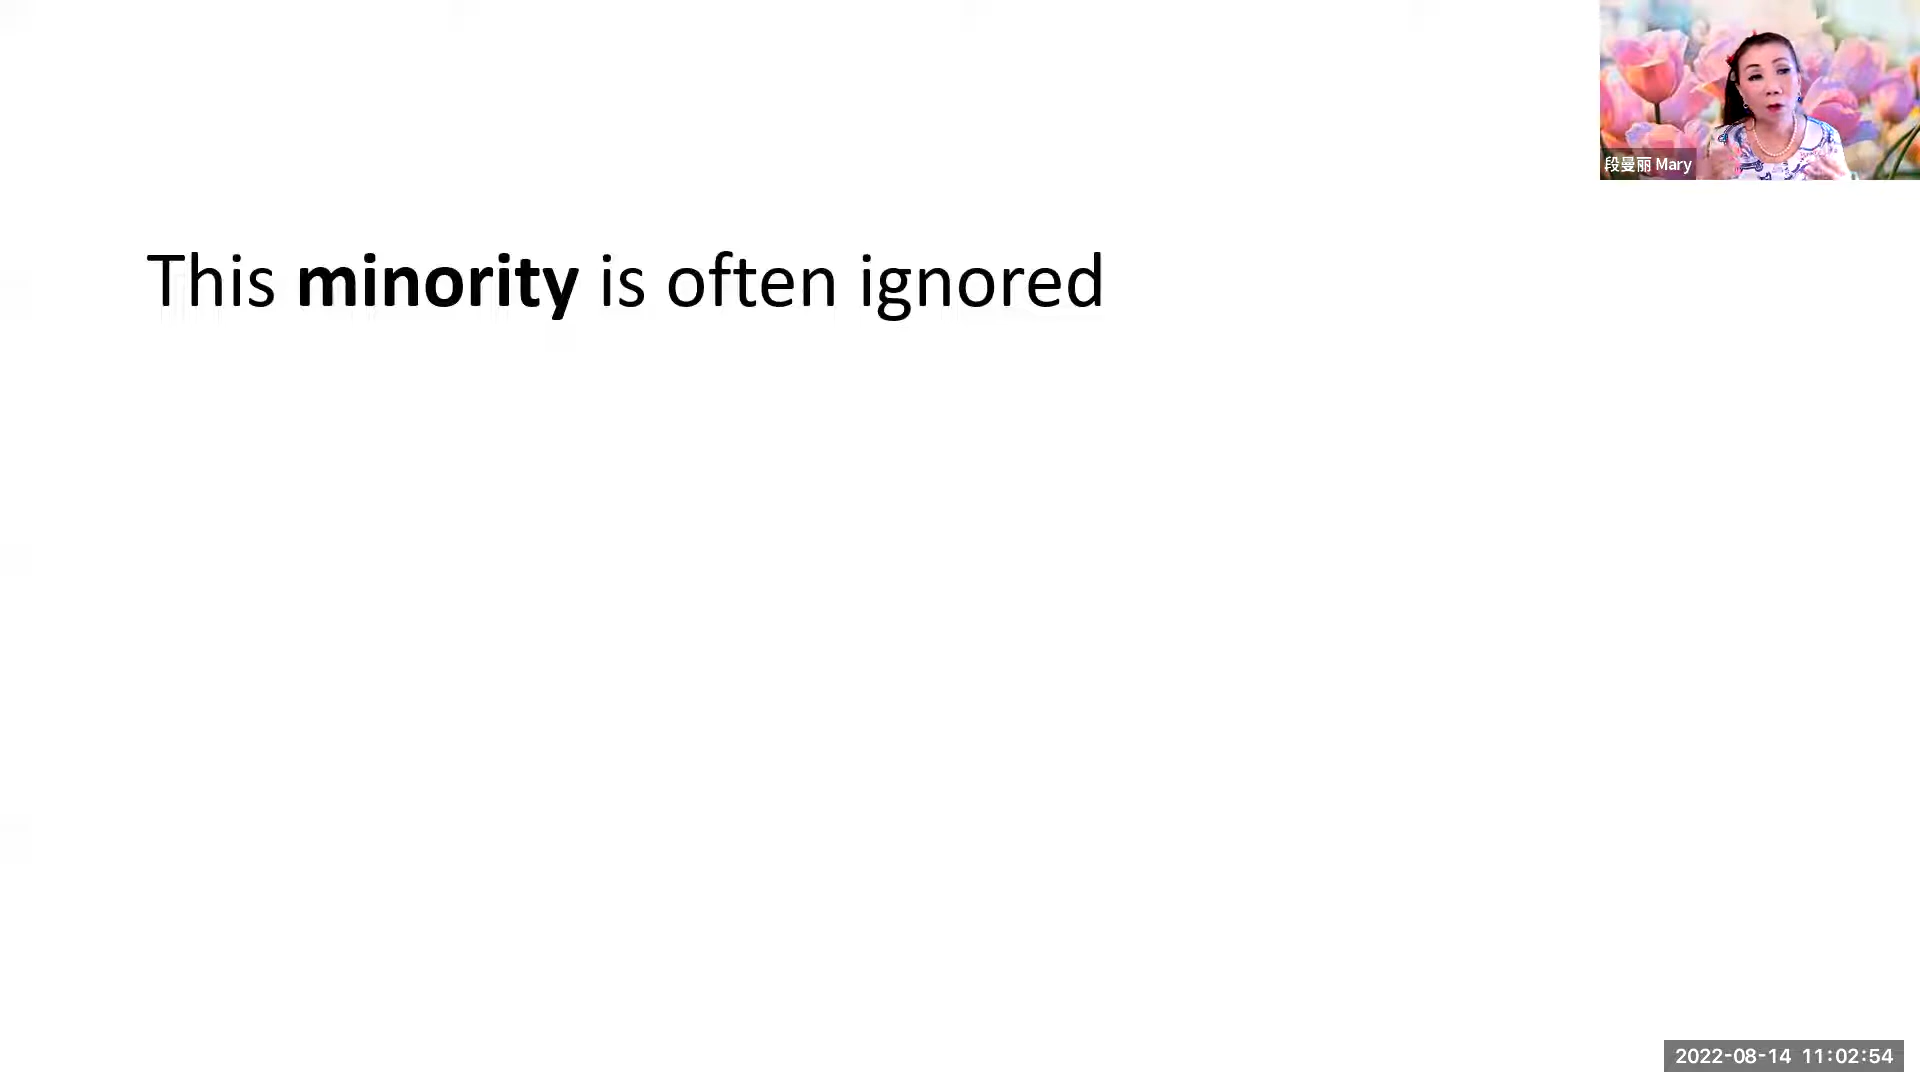 段曼丽 Mary
This minority is often ignored
2022-08-14 11:02:54